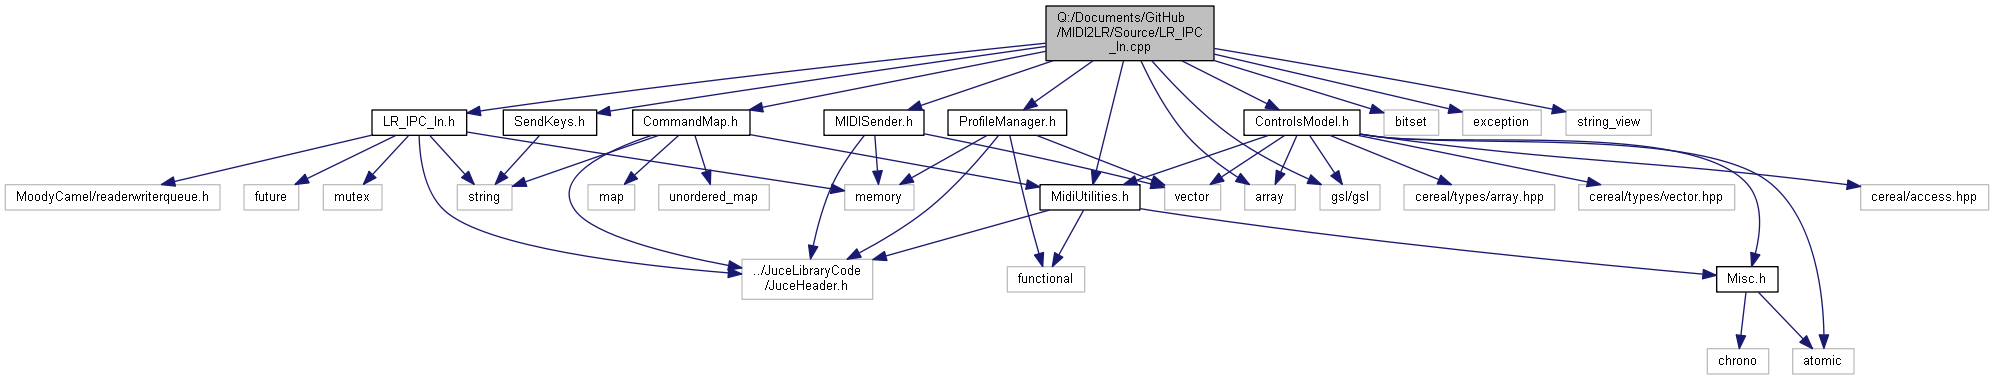 Q:/Documents/GitHub
/MIDI2LR/Source/LR_IPC
_In.cpp
LR_IPC_In.h
SendKeys.h
CommandMap.h
MIDISender.h
ProfileManager.h
ControlsModel.h
bitset
exception
string_view
MoodyCamel/readerwriterqueue.h
future
mutex
string
map
unordered_map
memory
MidiUtilities.h
vector
array
gsl/gsl
cereal/types/array.hpp
cereal/types/vector.hpp
cereal/access.hpp
../JuceLibraryCode
/JuceHeader.h
functional
Misc.h
chrono
atomic